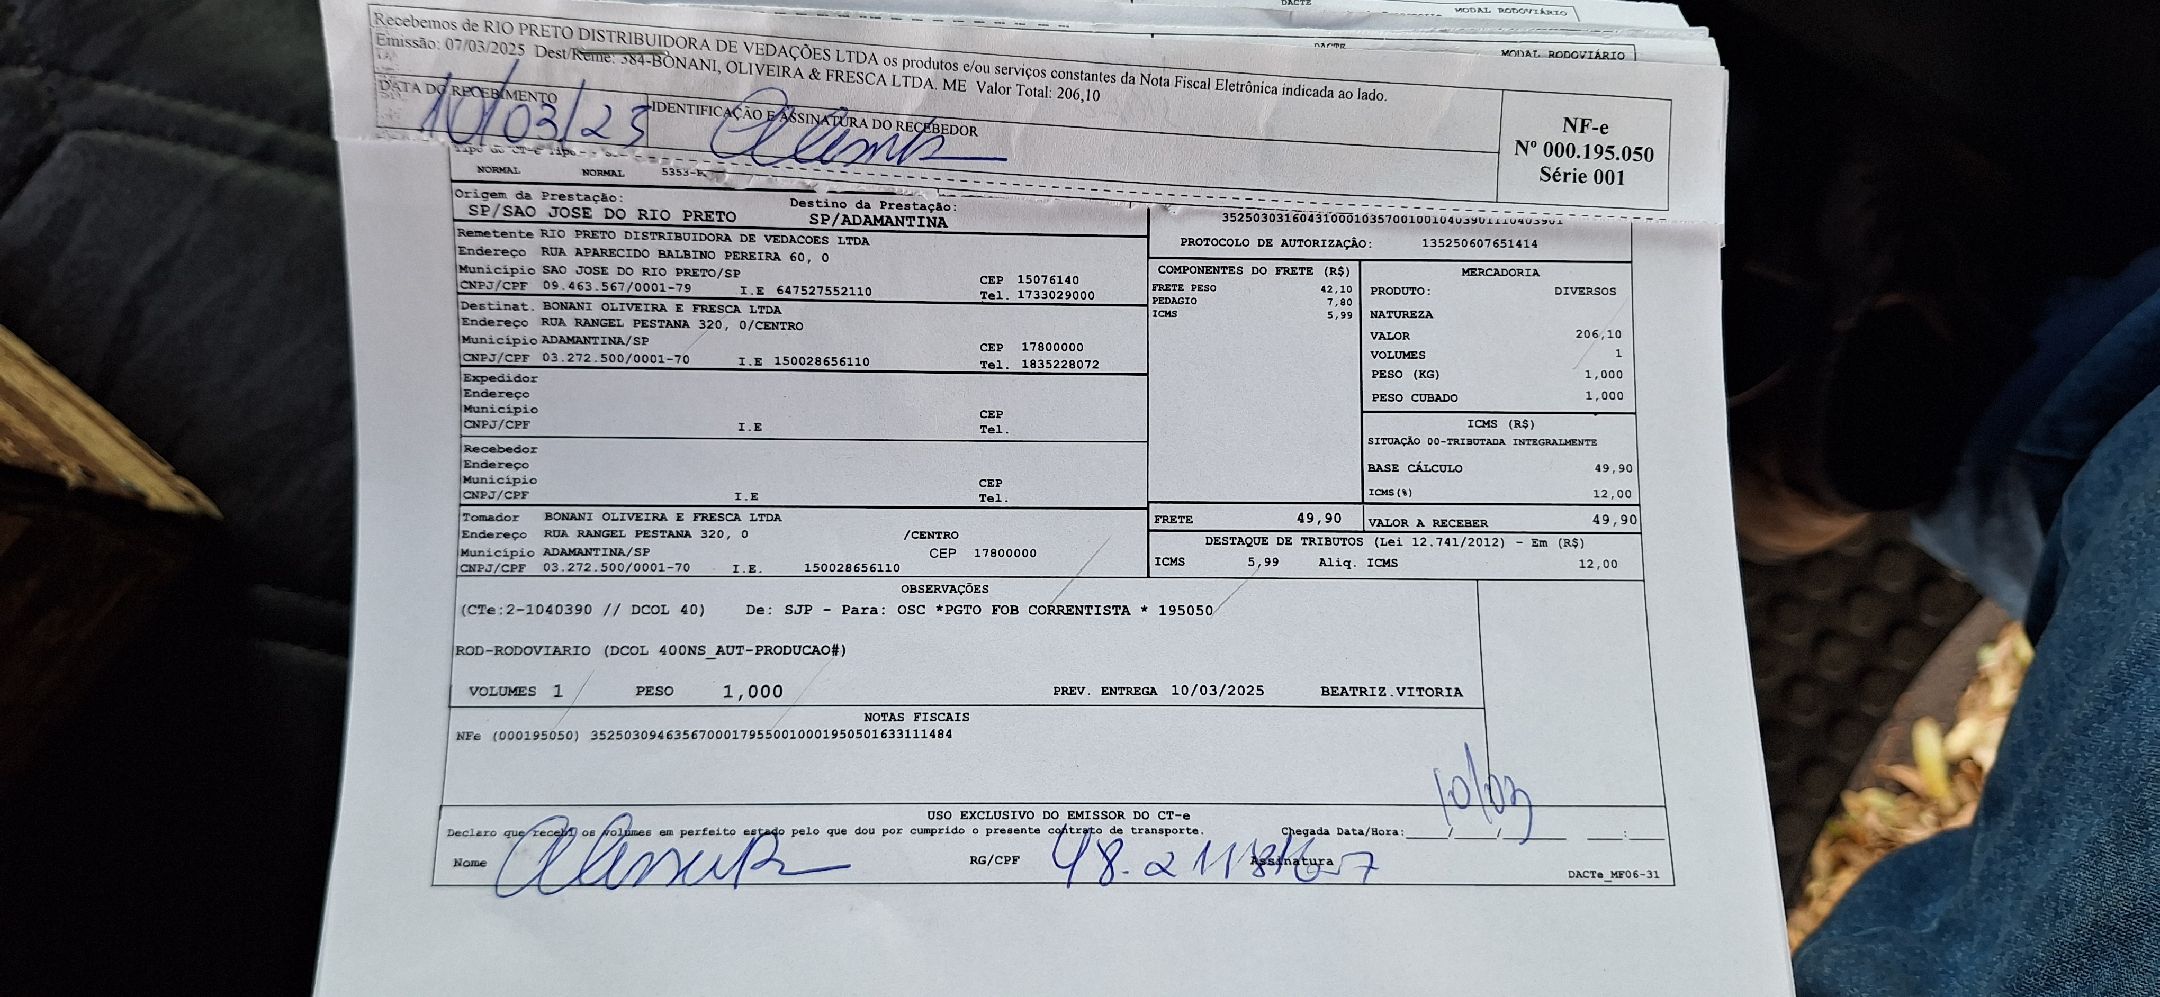 DACTE
MODAL RODOVIÁRIO
MODAL RODOVIÁRIO
Recebemos de RIO PRETO DISTRIBUIDORA DE VEDAÇÕES LTDA os produtos e/ou serviços constantes da Nota Fiscal Eletrônica indicada ao lado.
Emissão: 07/03/2025 Dest/Reme: 384-BONANI, OLIVEIRA & FRESCA LTDA. ME Valor Total: 206,10
DATA DO RECEBIMENTO
IDENTIFICAÇÃO E ASSINATURA DO RECEBEDOR
10/03/25
NF-e
Nº 000.195.050
Série 001
NORMAL NORMAL 5353-
Origem da Prestação: Destino da Prestação:
SP/SAO JOSE DO RIO PRETO SP/ADAMANTINA
Remetente RIO PRETO DISTRIBUIDORA DE VEDACOES LTDA
Endereço RUA APARECIDO BALBINO PEREIRA 60, 0
Município SAO JOSE DO RIO PRETO/SP CEP 15076140
CNPJ/CPF 09.463.567/0001-79 I.E 647527552110 Tel. 1733029000
Destinat. BONANI OLIVEIRA E FRESCA LTDA
Endereço RUA RANGEL PESTANA 320, 0/CENTRO
Município ADAMANTINA/SP CEP 17800000
CNPJ/CPF 03.272.500/0001-70 I.E 150028656110 Tel. 1835228072
Expedidor
Endereço
Município CEP
CNPJ/CPF I.E Tel.
Recebedor
Endereço
Município CEP
CNPJ/CPF I.E Tel.
Tomador BONANI OLIVEIRA E FRESCA LTDA
Endereço RUA RANGEL PESTANA 320, 0 /CENTRO
Município ADAMANTINA/SP CEP 17800000
CNPJ/CPF 03.272.500/0001-70 I.E. 150028656110
PROTOCOLO DE AUTORIZAÇÃO: 135250607651414
COMPONENTES DO FRETE (R$)
FRETE PESO 42,10
PEDAGIO 7,80
ICMS 5,99
MERCADORIA
PRODUTO: DIVERSOS
NATUREZA
VALOR 206,10
VOLUMES 1
PESO (KG) 1,000
PESO CUBADO 1,000
ICMS (R$)
SITUAÇÃO 00-TRIBUTADA INTEGRALMENTE
BASE CÁLCULO 49,90
ICMS(%) 12,00
FRETE 49,90 VALOR A RECEBER 49,90
DESTAQUE DE TRIBUTOS (Lei 12.741/2012) - Em (R$)
ICMS 5,99 Aliq. ICMS 12,00
OBSERVAÇÕES
(CTe:2-1040390 // DCOL 40) De: SJP - Para: OSC *PGTO FOB CORRENTISTA * 195050
ROD-RODOVIARIO (DCOL 400NS_AUT-PRODUCAO#)
VOLUMES 1 PESO 1,000 PREV. ENTREGA 10/03/2025 BEATRIZ.VITORIA
NOTAS FISCAIS
NFe (000195050) 35250309463567000179550010001950501633111484
10/03
USO EXCLUSIVO DO EMISSOR DO CT-e
Declaro que recebi os volumes em perfeito estado pelo que dou por cumprido o presente contrato de transporte. Chegada Data/Hora:
Nome RG/CPF Assinatura
DACTe_MF06-31